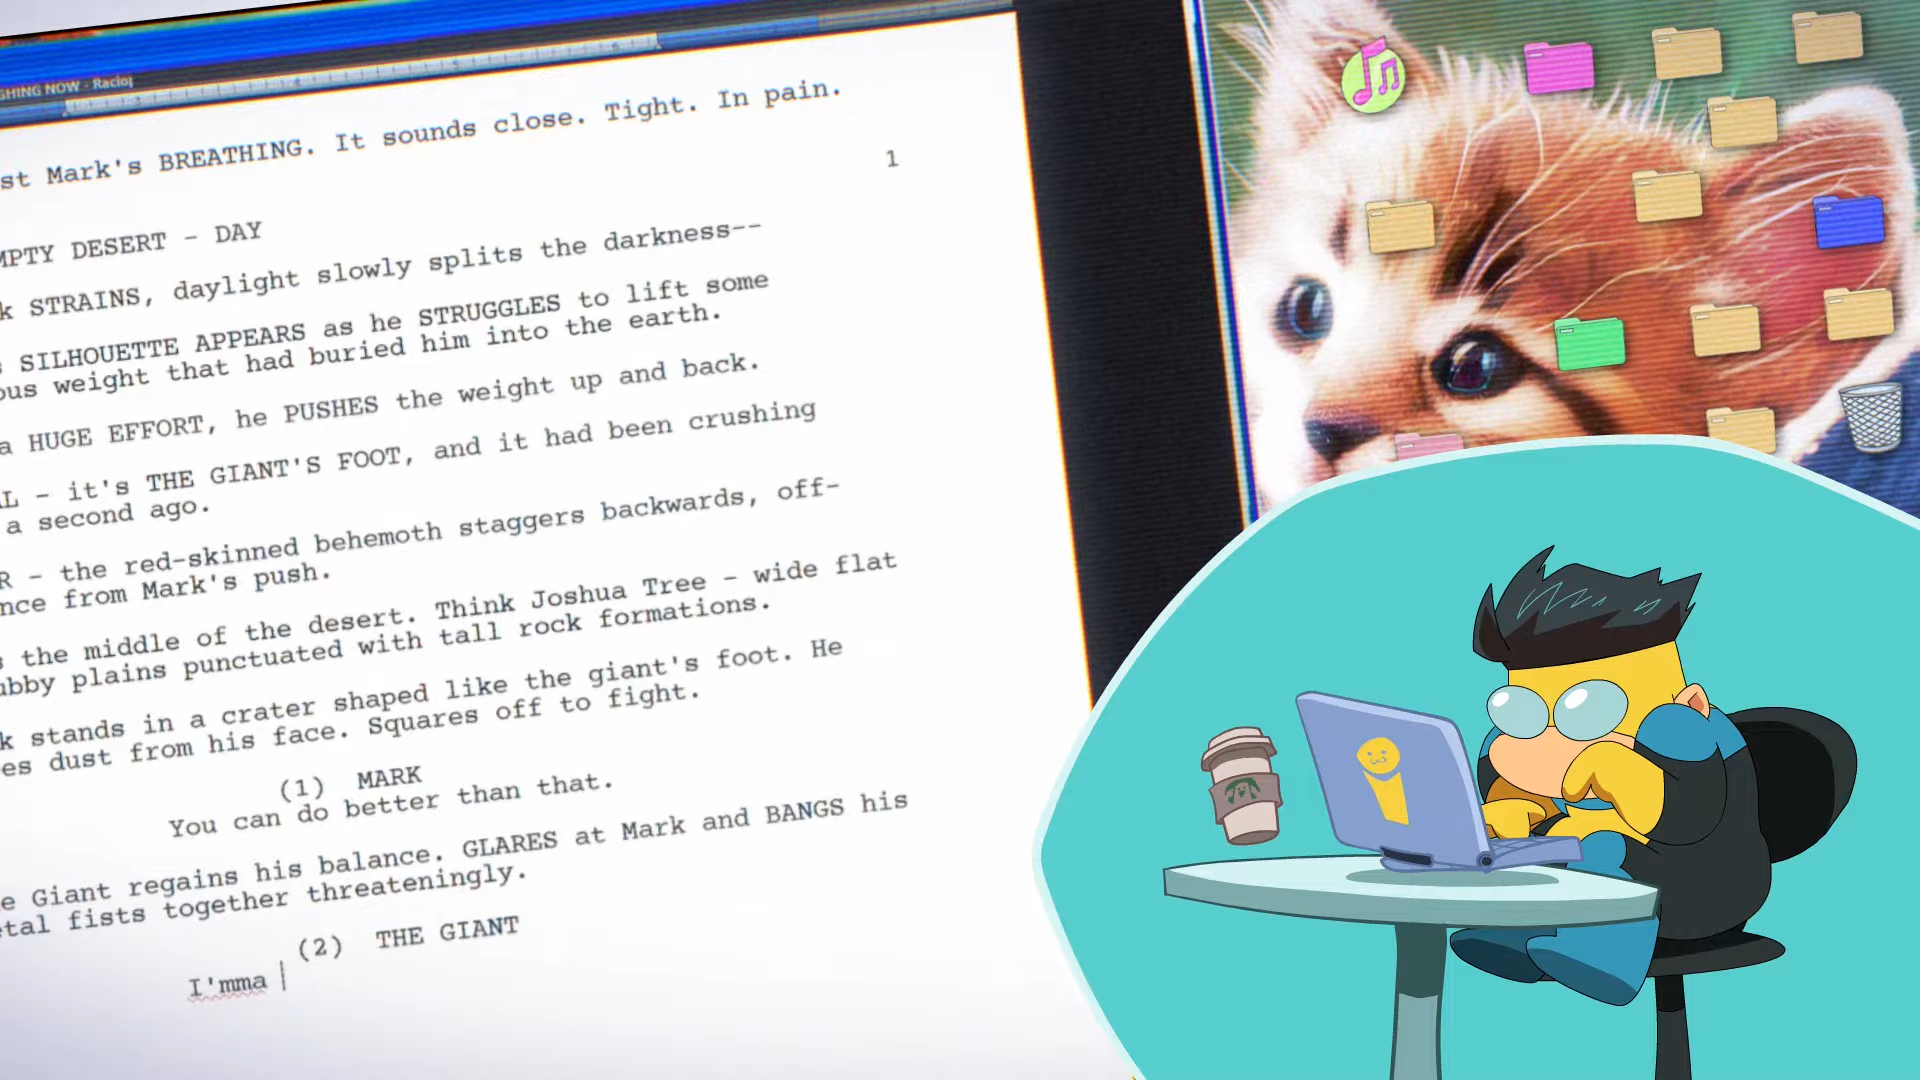 GHING NOW - Raciop
st Mark's BREATHING. It sounds close. Tight. In pain.
1
MPTY DESERT - DAY
k STRAINS, daylight slowly splits the darkness--
s SILHOUETTE APPEARS as he STRUGGLES to lift some
ous weight that had buried him into the earth.
a HUGE EFFORT, he PUSHES the weight up and back.
AL - it's THE GIANT'S FOOT, and it had been crushing
a second ago.
R - the red-skinned behemoth staggers backwards, off-
nce from Mark's push.
s the middle of the desert. Think Joshua Tree - wide flat
ubby plains punctuated with tall rock formations.
k stands in a crater shaped like the giant's foot. He
es dust from his face. Squares off to fight.
(1) MARK
You can do better than that.
e Giant regains his balance. GLARES at Mark and BANGS his
etal fists together threateningly.
(2) THE GIANT
I'mma